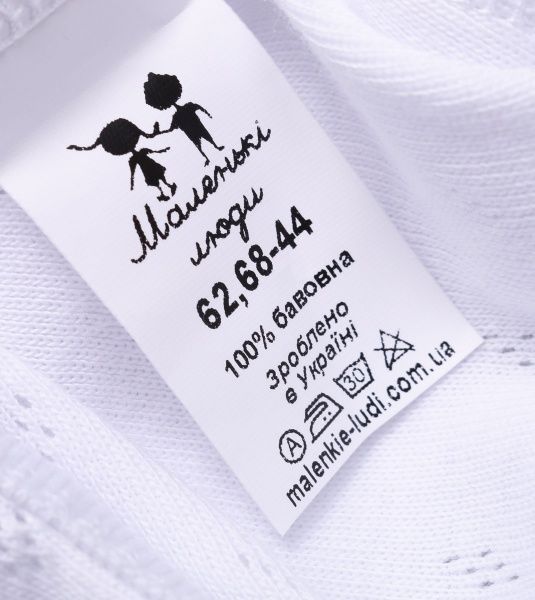 Маленькі
люди
62,68-44
100% бавовна
Зроблено
в Україні
A 30
malenkie-ludi.com.ua